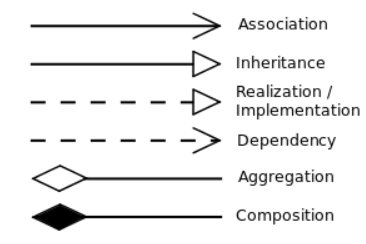 Association
Inheritance
Realization /
Implementation
Dependency
Aggregation
Composition